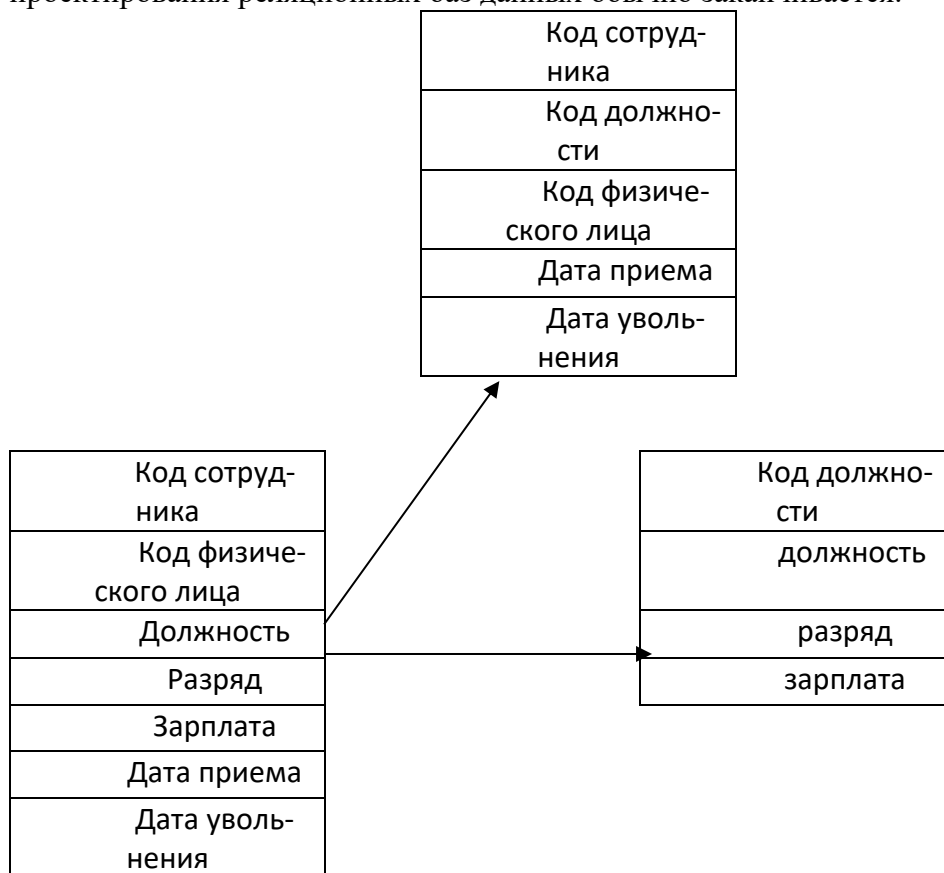 проектирования реляционных баз данных обычно заканчивается.
Код сотруд-
ника
Код должно-
сти
Код физиче-
ского лица
Дата приема
Дата уволь-
нения
Код сотруд-
ника
Код физиче-
ского лица
Должность
Разряд
Зарплата
Дата приема
Дата уволь-
нения
Код должно-
сти
должность
разряд
зарплата